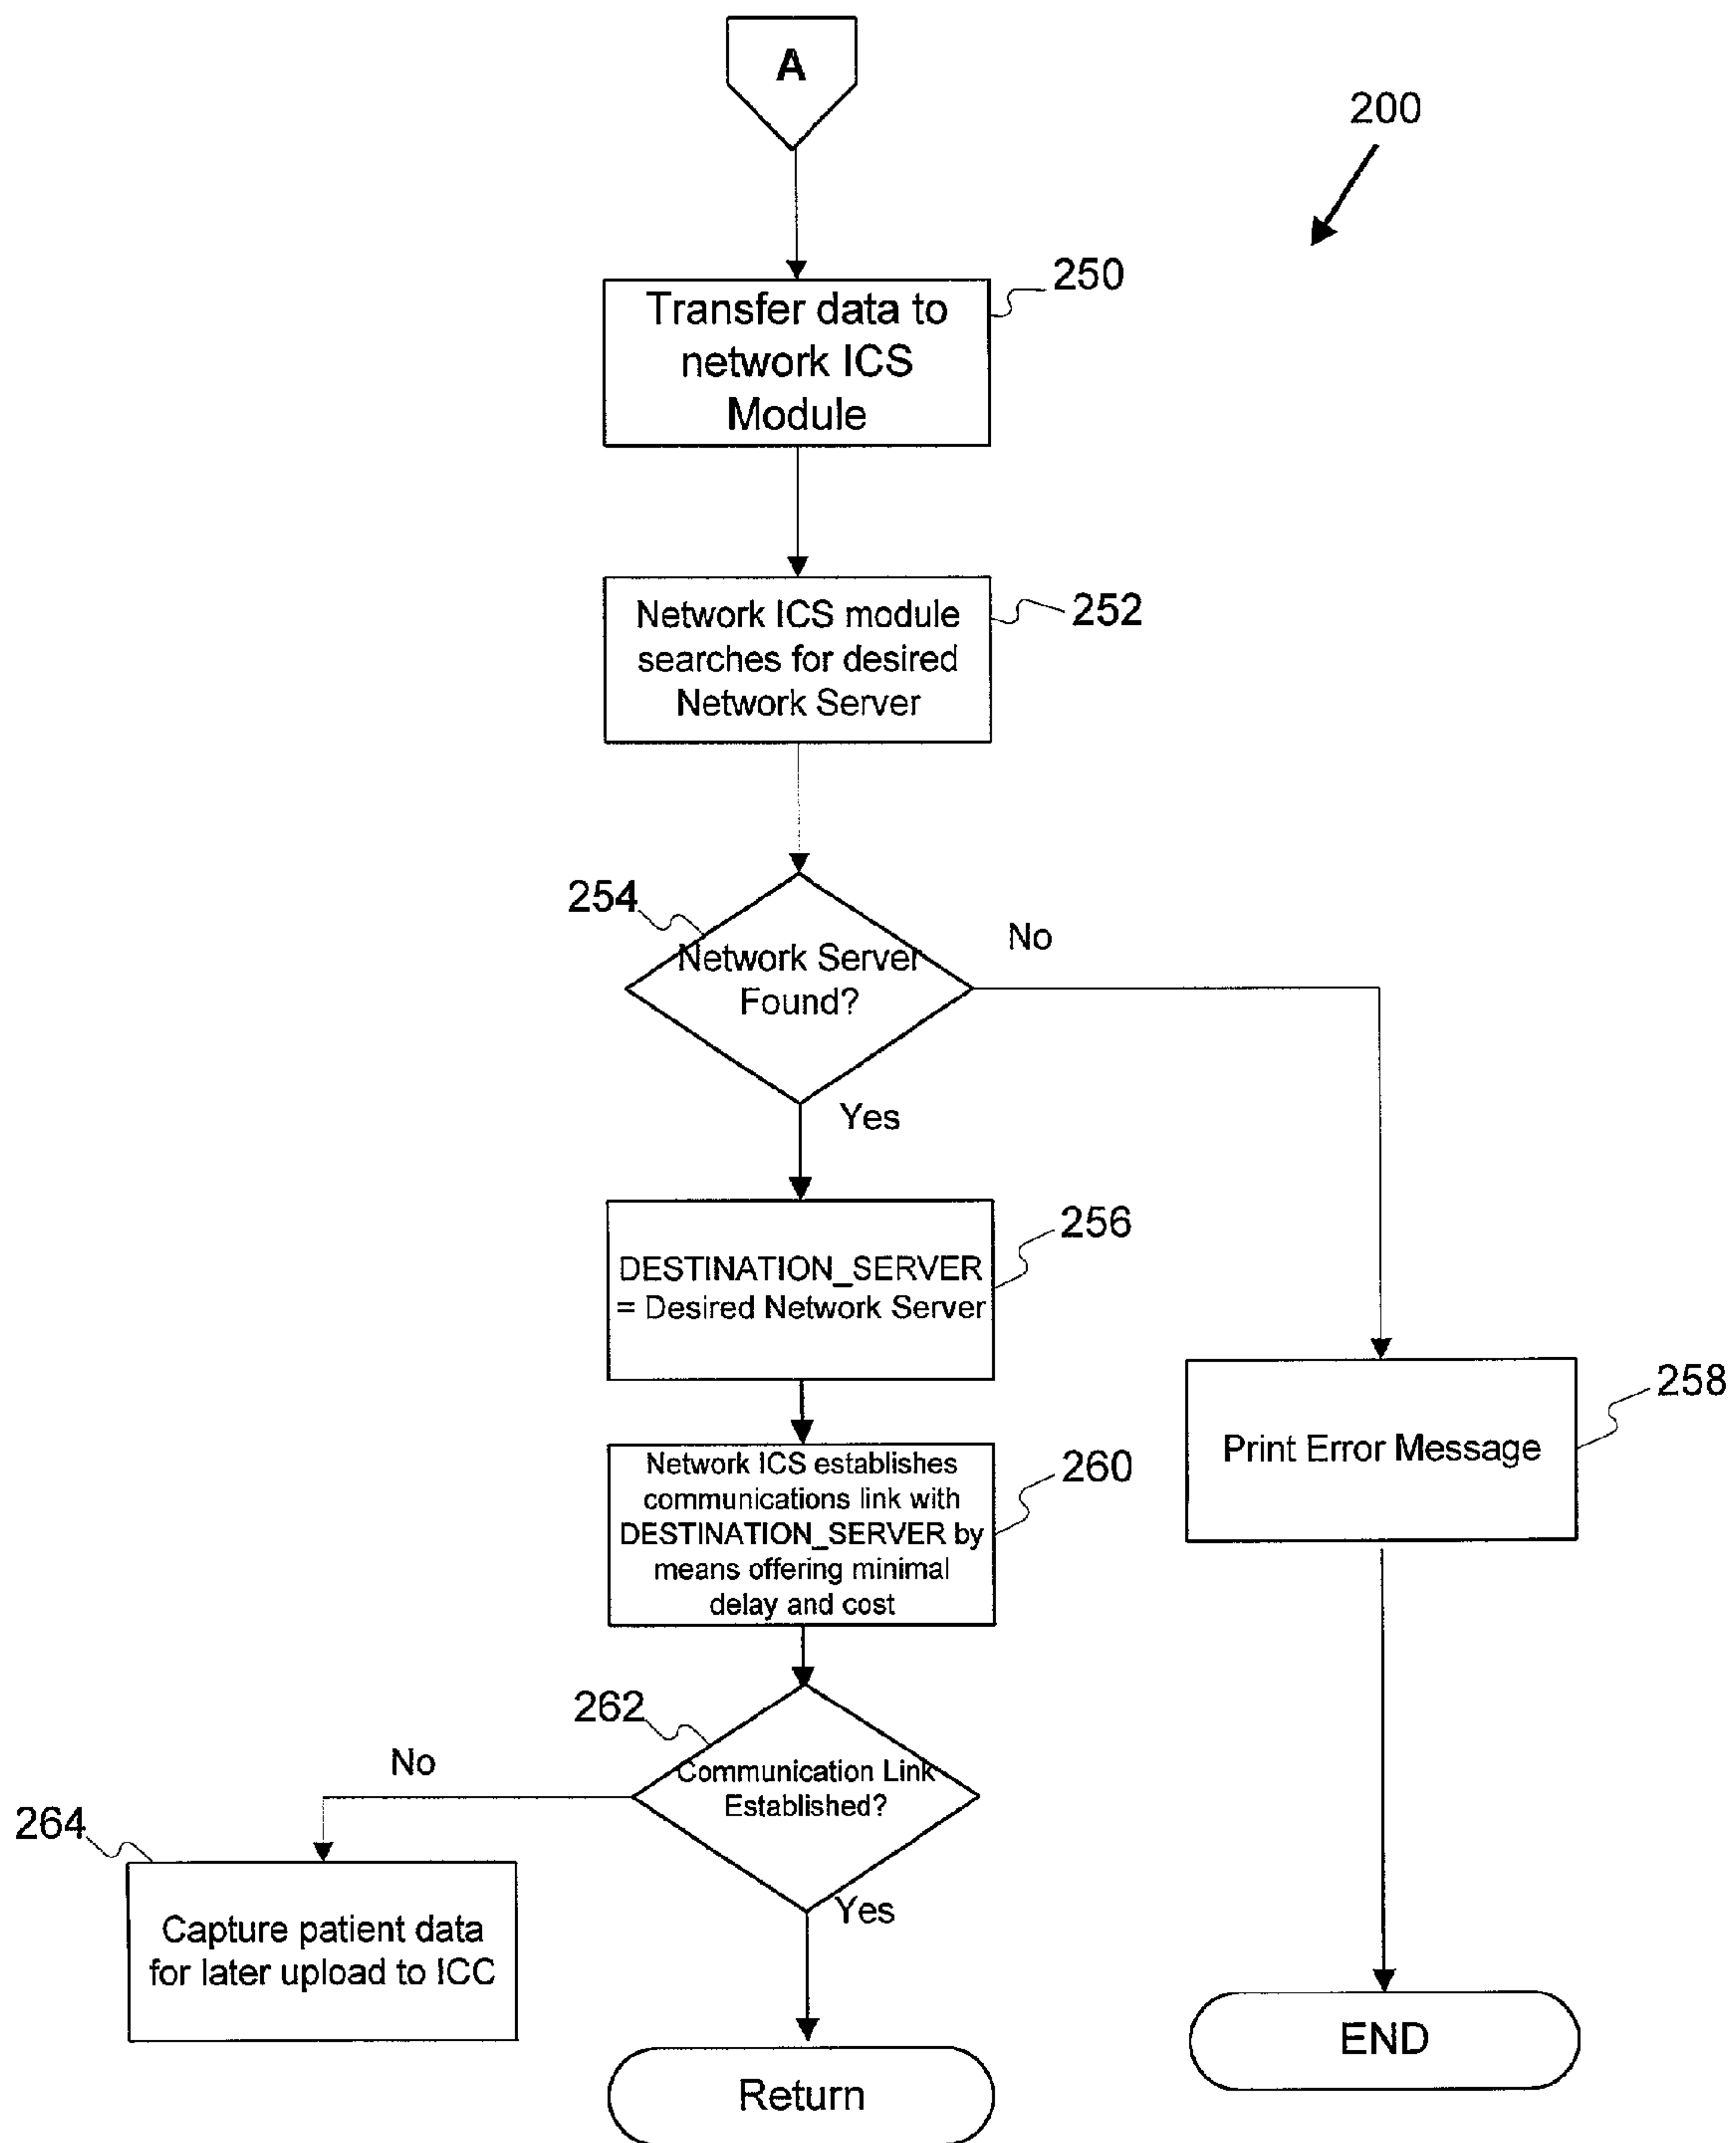 A
200
250
Transfer data to
network ICS
Module
252
Network ICS module
searches for desired
Network Server
254
Network Server
Found?
No
Yes
256
DESTINATION_SERVER
= Desired Network Server
258
Print Error Message
260
Network ICS establishes
communications link with
DESTINATION_SERVER by
means offering minimal
delay and cost
262
Communication Link
Established?
No
Yes
264
Capture patient data
for later upload to ICC
END
Return